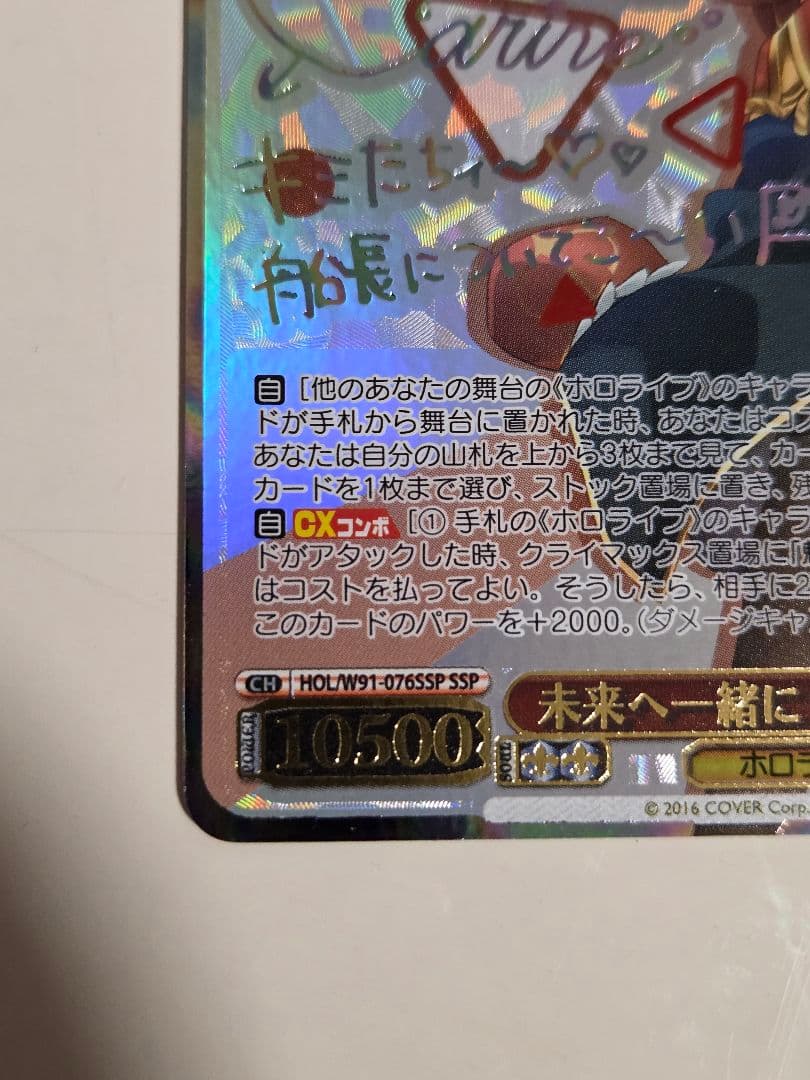 arine
キミたちィ〜♡♡
船長についてこ〜い
自 [他のあなたの舞台の《ホロライブ》のキャラ
ドが手札から舞台に置かれた時、あなたはコス
あなたは自分の山札を上から3枚まで見て、カー
カードを1枚まで選び、ストック置場に置き、残
自 CXコンボ [① 手札の《ホロライブ》のキャラ
ドがアタックした時、クライマックス置場に「
はコストを払ってよい。そうしたら、相手に2
このカードのパワーを+2000。(ダメージキャ
CH HOL/W91-076SSP SSP
未来へ一緒に
POWER 10500 SOUL
ホロラ
© 2016 COVER Corp.